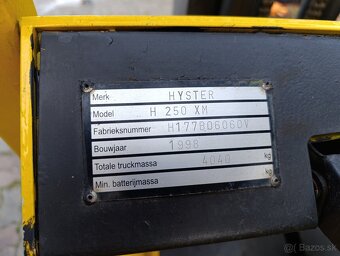 Merk HYSTER
Model H 250 XM
Fabrieksnummer H177B06060V
Bouwjaar 1998
Totale truckmassa 4040 kg
Min. batterijmassa kg
Bazos.sk